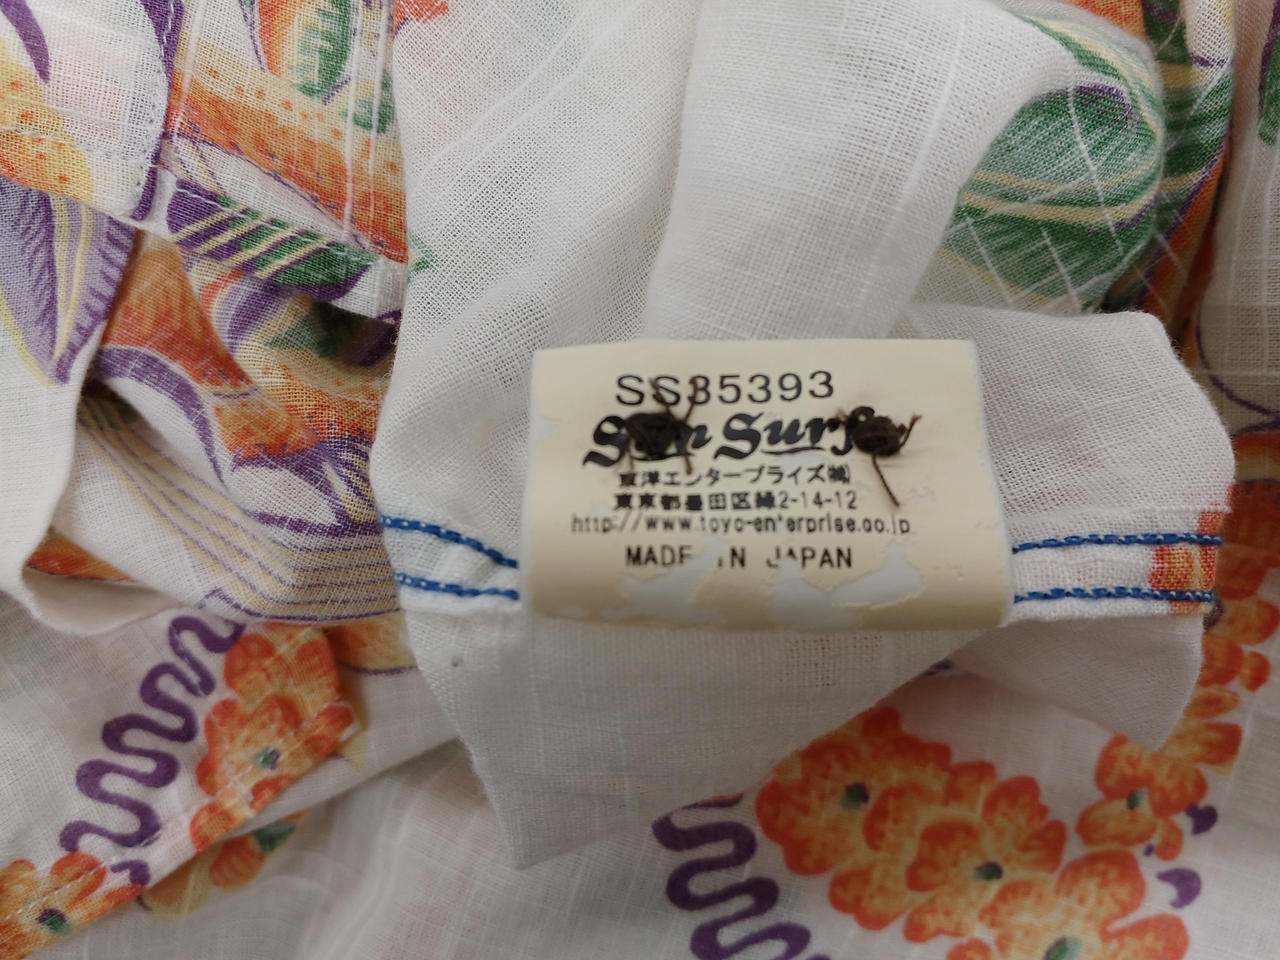 SS35393
Sun Surf
東洋エンタープライズ㈱
東京都墨田区緑2-14-12
http://www.toyo-enterprise.co.jp
MADE IN JAPAN